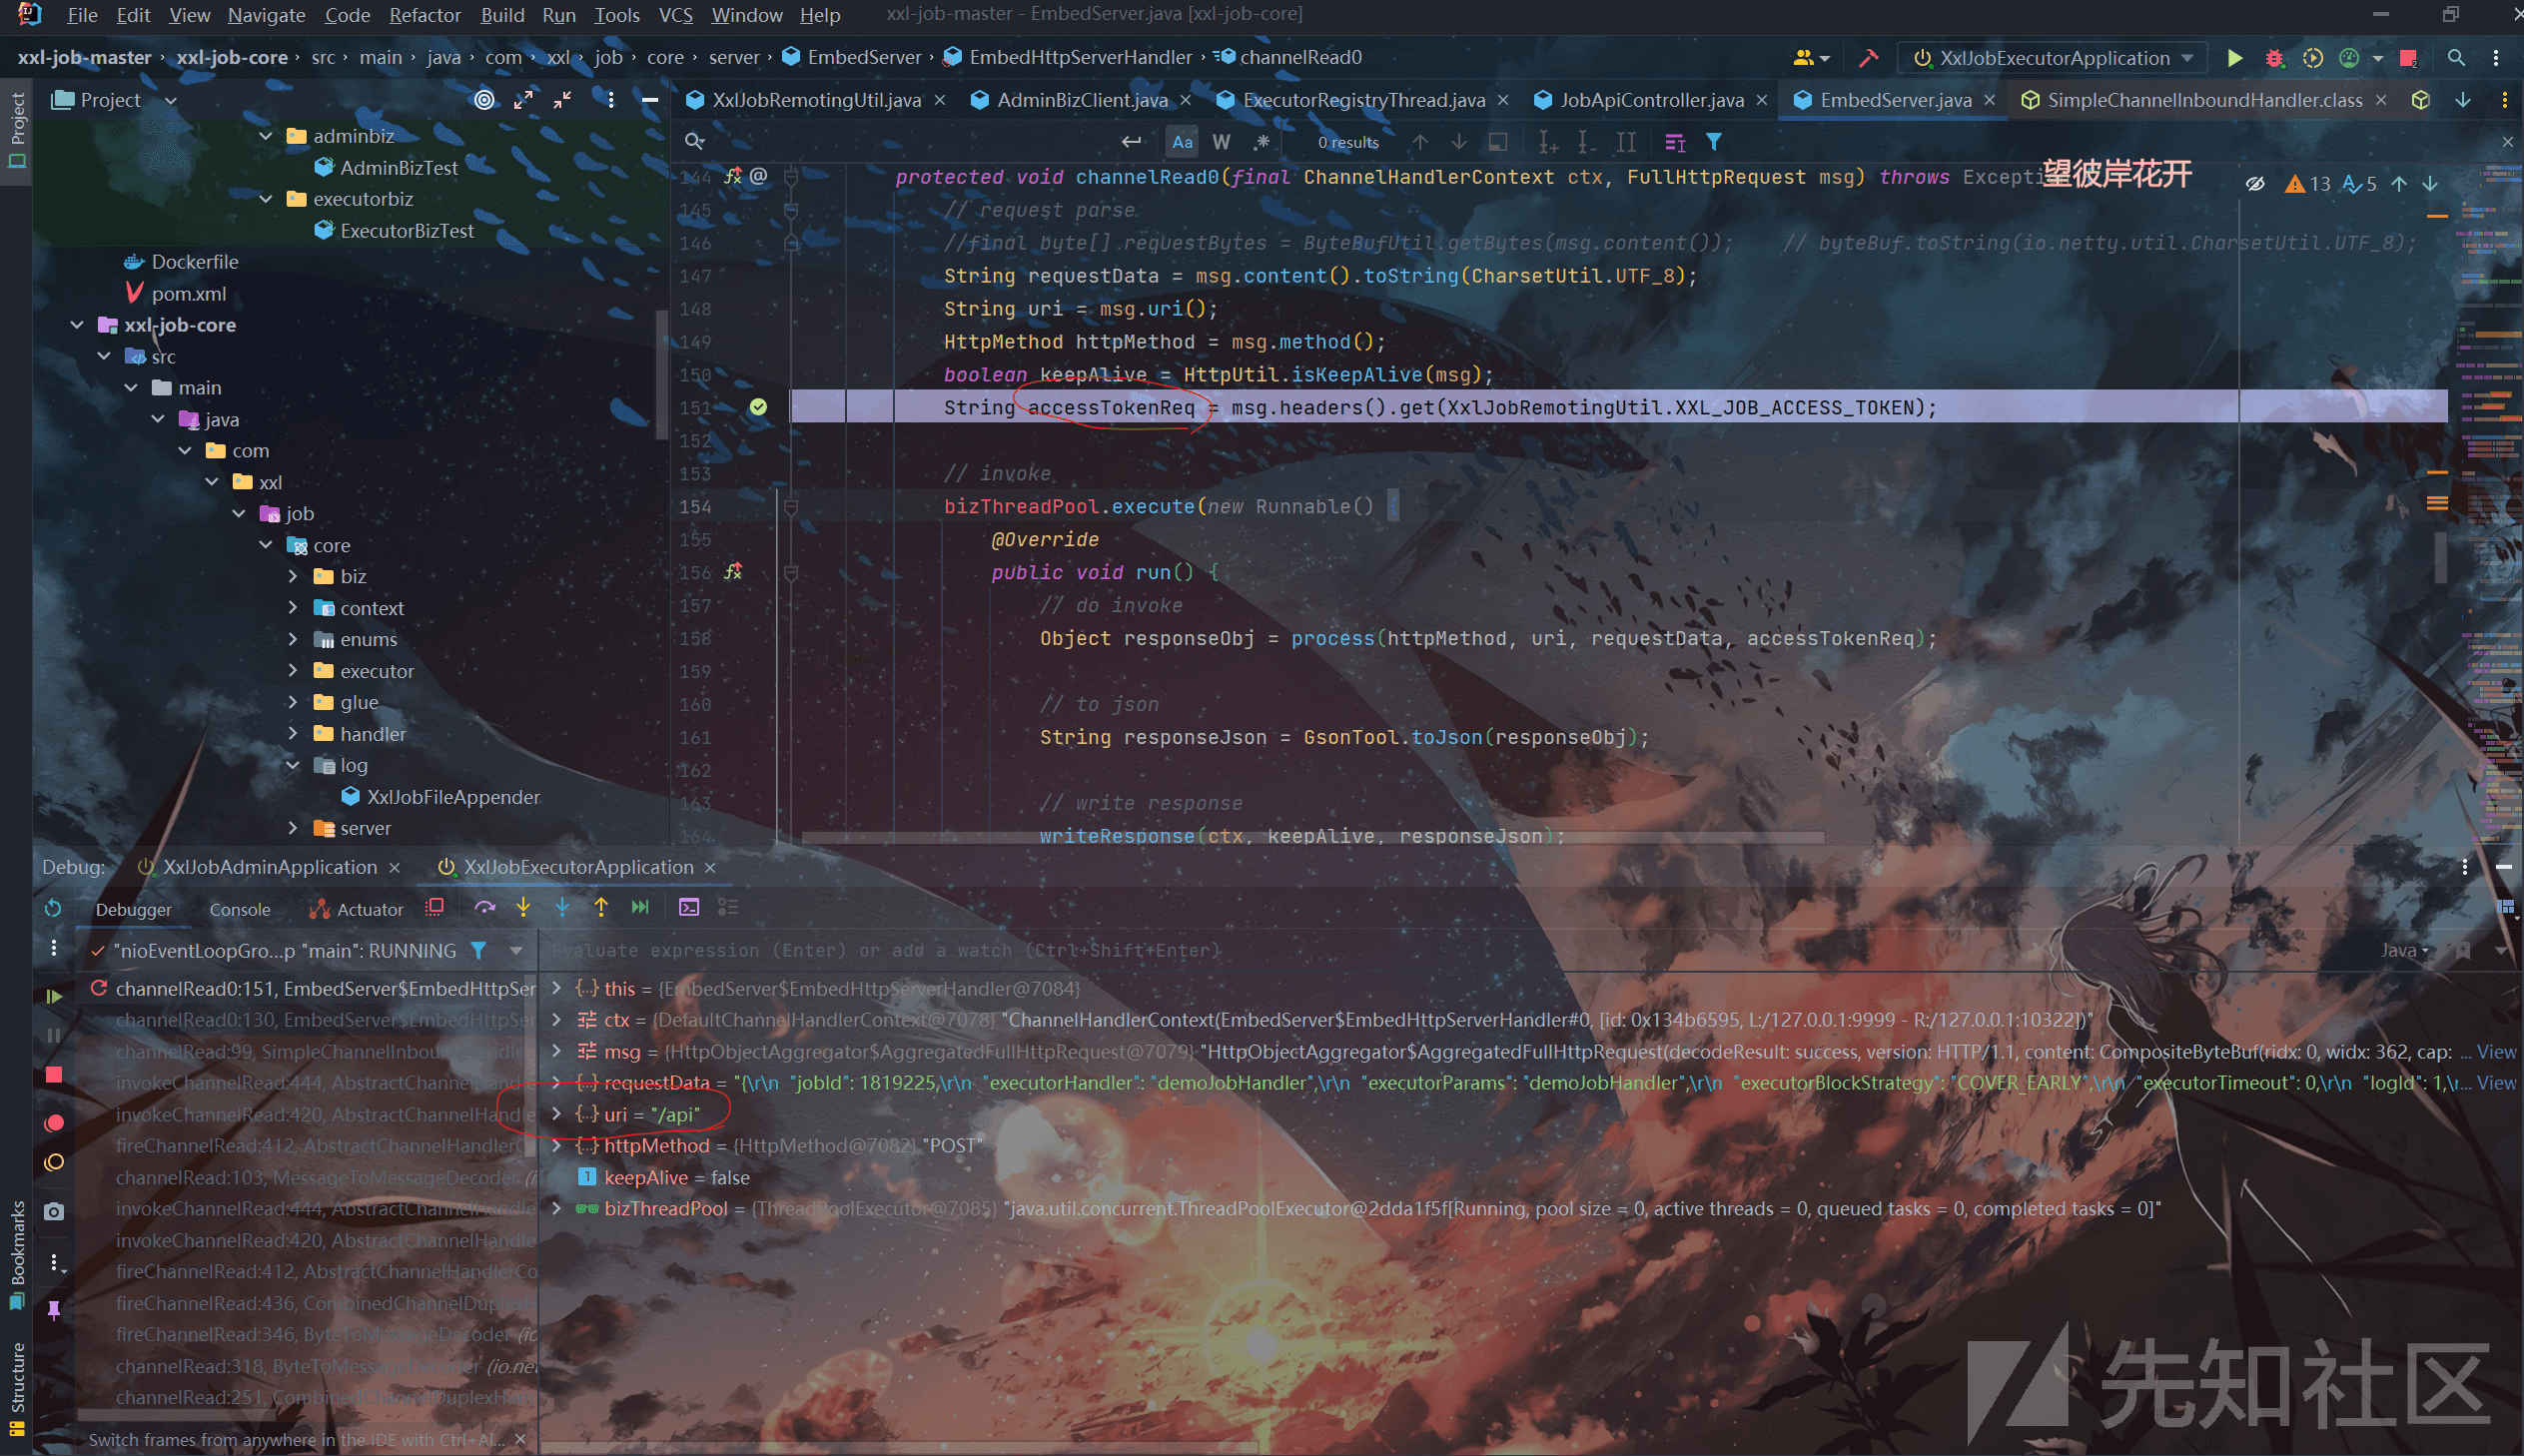 File Edit View Navigate Code Refactor Build Run Tools VCS Window Help xxl-job-master - EmbedServer.java [xxl-job-core]
xxl-job-master › xxl-job-core › src › main › java › com › xxl › job › core › server › EmbedServer › EmbedHttpServerHandler › channelRead0 XxlJobExecutorApplication
Project
Project XxlJobRemotingUtil.java AdminBizClient.java ExecutorRegistryThread.java JobApiController.java EmbedServer.java SimpleChannelInboundHandler.class
Aa W .* 0 results
adminbiz
AdminBizTest
executorbiz
ExecutorBizTest
Dockerfile
pom.xml
xxl-job-core
src
main
java
com
xxl
job
core
biz
context
enums
executor
glue
handler
log
XxlJobFileAppender
server
望彼岸花开
13 5
144 @ protected void channelRead0(final ChannelHandlerContext ctx, FullHttpRequest msg) throws Excepti
145 // request parse
146 //final byte[] requestBytes = ByteBufUtil.getBytes(msg.content()); // byteBuf.toString(io.netty.util.CharsetUtil.UTF_8);
147 String requestData = msg.content().toString(CharsetUtil.UTF_8);
148 String uri = msg.uri();
149 HttpMethod httpMethod = msg.method();
150 boolean keepAlive = HttpUtil.isKeepAlive(msg);
151 String accessTokenReq = msg.headers().get(XxlJobRemotingUtil.XXL_JOB_ACCESS_TOKEN);
152
153 // invoke
154 bizThreadPool.execute(new Runnable() {
155 @Override
156 public void run() {
157 // do invoke
158 Object responseObj = process(httpMethod, uri, requestData, accessTokenReq);
159
160 // to json
161 String responseJson = GsonTool.toJson(responseObj);
162
163 // write response
164 writeResponse(ctx, keepAlive, responseJson);
Debug: XxlJobAdminApplication XxlJobExecutorApplication
Debugger Console Actuator
"nioEventLoopGro...p "main": RUNNING
Evaluate expression (Enter) or add a watch (Ctrl+Shift+Enter)
Java
channelRead0:151, EmbedServer$EmbedHttpSer
channelRead0:130, EmbedServer$EmbedHttpSer
channelRead:99, SimpleChannelInboundHandle
invokeChannelRead:444, AbstractChannelHandle
invokeChannelRead:420, AbstractChannelHandle
fireChannelRead:412, AbstractChannelHandlerCo
channelRead:103, MessageToMessageDecoder (i
invokeChannelRead:444, AbstractChannelHandle
invokeChannelRead:420, AbstractChannelHandle
fireChannelRead:412, AbstractChannelHandlerCo
fireChannelRead:436, CombinedChannelDuplexH
fireChannelRead:346, ByteToMessageDecoder (io
channelRead:318, ByteToMessageDecoder (io.net
channelRead:251, CombinedChannelDuplexHand
this = {EmbedServer$EmbedHttpServerHandler@7084}
ctx = {DefaultChannelHandlerContext@7078} "ChannelHandlerContext(EmbedServer$EmbedHttpServerHandler#0, [id: 0x134b6595, L:/127.0.0.1:9999 - R:/127.0.0.1:10322])"
msg = {HttpObjectAggregator$AggregatedFullHttpRequest@7079} "HttpObjectAggregator$AggregatedFullHttpRequest(decodeResult: success, version: HTTP/1.1, content: CompositeByteBuf(ridx: 0, widx: 362, cap: ... View
requestData = "{\r\n "jobId": 1819225,\r\n "executorHandler": "demoJobHandler",\r\n "executorParams": "demoJobHandler",\r\n "executorBlockStrategy": "COVER_EARLY",\r\n "executorTimeout": 0,\r\n "logId": 1,\r... View
uri = "/api"
httpMethod = {HttpMethod@7082} "POST"
keepAlive = false
bizThreadPool = {ThreadPoolExecutor@7085} "java.util.concurrent.ThreadPoolExecutor@2dda1f5f[Running, pool size = 0, active threads = 0, queued tasks = 0, completed tasks = 0]"
Bookmarks
Structure
Switch frames from anywhere in the IDE with Ctrl+Al...
先知社区